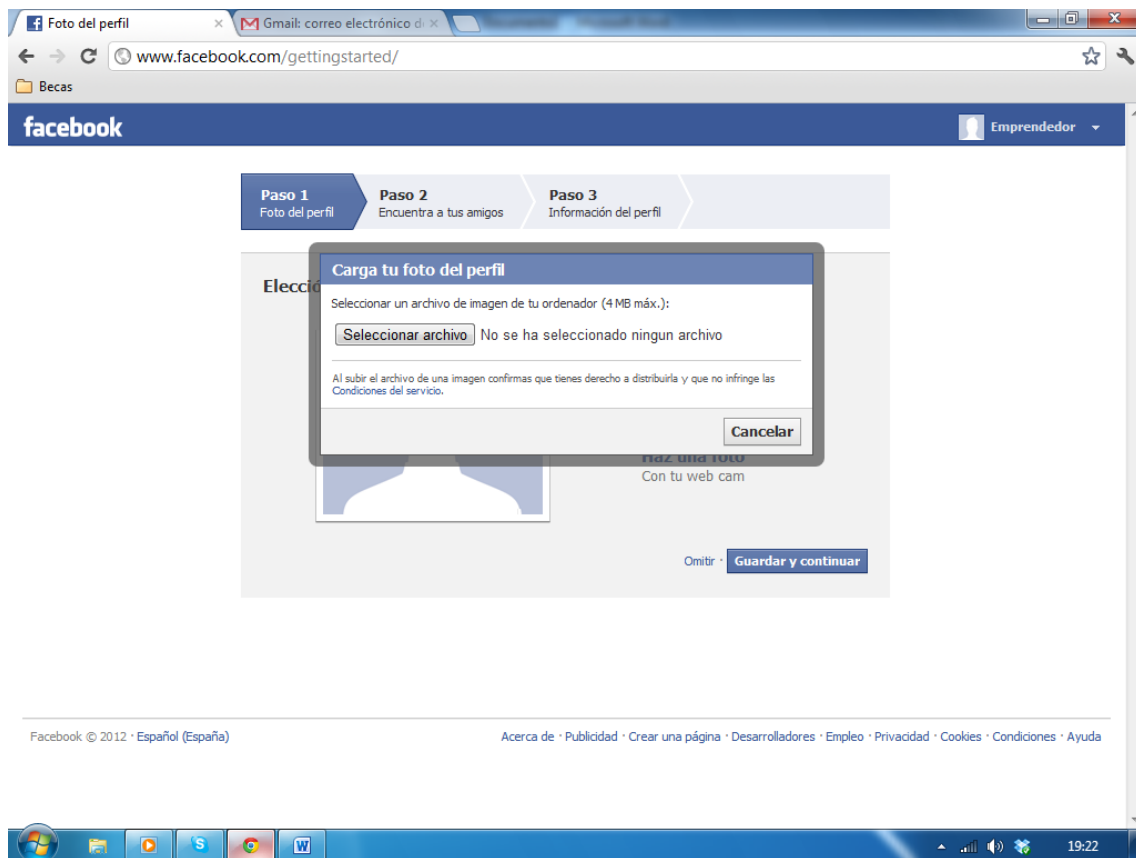 Foto del perfil
Gmail: correo electrónico de
www.facebook.com/gettingstarted/
Becas
facebook
Emprendedor
Paso 1
Foto del perfil
Paso 2
Encuentra a tus amigos
Paso 3
Información del perfil
Elecció
Carga tu foto del perfil
Seleccionar un archivo de imagen de tu ordenador (4 MB máx.):
Seleccionar archivo No se ha seleccionado ningun archivo
Al subir el archivo de una imagen confirmas que tienes derecho a distribuirla y que no infringe las
Condiciones del servicio.
Cancelar
Haz una foto
Con tu web cam
Omitir · Guardar y continuar
Facebook © 2012 · Español (España)
Acerca de · Publicidad · Crear una página · Desarrolladores · Empleo · Privacidad · Cookies · Condiciones · Ayuda
19:22